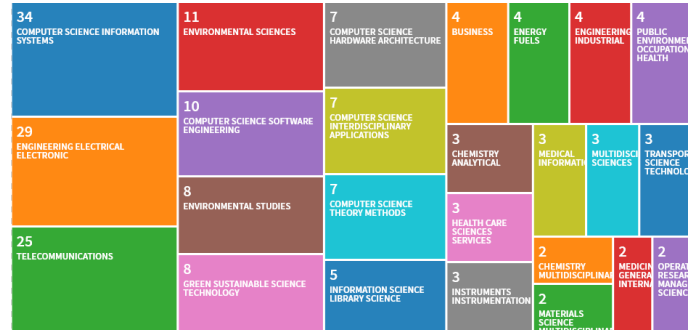 34
COMPUTER SCIENCE INFORMATION
SYSTEMS
29
ENGINEERING ELECTRICAL
ELECTRONIC
25
TELECOMMUNICATIONS
11
ENVIRONMENTAL SCIENCES
10
COMPUTER SCIENCE SOFTWARE
ENGINEERING
8
ENVIRONMENTAL STUDIES
8
GREEN SUSTAINABLE SCIENCE
TECHNOLOGY
7
COMPUTER SCIENCE
HARDWARE ARCHITECTURE
7
COMPUTER SCIENCE
INTERDISCIPLINARY
APPLICATIONS
7
COMPUTER SCIENCE
THEORY METHODS
5
INFORMATION SCIENCE
LIBRARY SCIENCE
4
BUSINESS
4
ENERGY
FUELS
4
ENGINEERING
INDUSTRIAL
4
PUBLIC
ENVIRONME
OCCUPATION
HEALTH
3
CHEMISTRY
ANALYTICAL
3
HEALTH CARE
SCIENCES
SERVICES
3
INSTRUMENTS
INSTRUMENTATION
3
MEDICAL
INFORMATI
3
MULTIDISCI
SCIENCES
3
TRANSPOR
SCIENCE
TECHNOLO
2
CHEMISTRY
MULTIDISCIPLINAR
2
MATERIALS
SCIENCE
MULTIDISCIPLINAR
2
MEDICIN
GENERA
INTERNA
2
OPERAT
RESEAR
MANAG
SCIENC